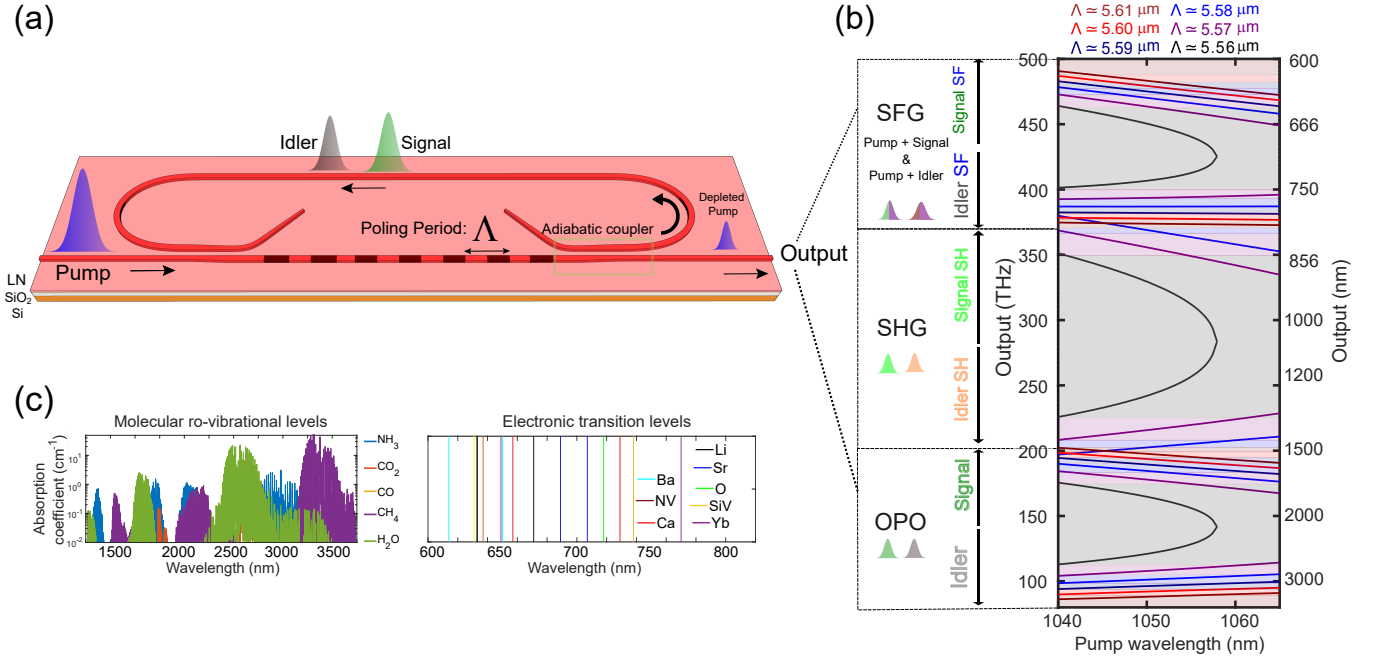 (a)
Idler
Signal
Depleted
Pump
Poling Period: Λ
Adiabatic coupler
Pump
Output
LN
SiO2
Si
(b)
Λ ≃ 5.61 μm
Λ ≃ 5.58 μm
Λ ≃ 5.60 μm
Λ ≃ 5.57 μm
Λ ≃ 5.59 μm
Λ ≃ 5.56 μm
SFG
Pump + Signal
&
Pump + Idler
Signal SF
Idler SF
SHG
Signal SH
Idler SH
OPO
Signal
Idler
Output (THz)
500
450
400
350
300
250
200
150
100
600
666
750
856
1000
1200
1500
2000
3000
Output (nm)
1040
1050
1060
Pump wavelength (nm)
(c)
Molecular ro-vibrational levels
Absorption
coefficient (cm-1)
10^0
10^-1
10^-2
1500
2000
2500
3000
3500
Wavelength (nm)
NH3
CO2
CO
CH4
H2O
Electronic transition levels
Ba
NV
Ca
Li
Sr
O
SiV
Yb
600
650
700
750
800
Wavelength (nm)